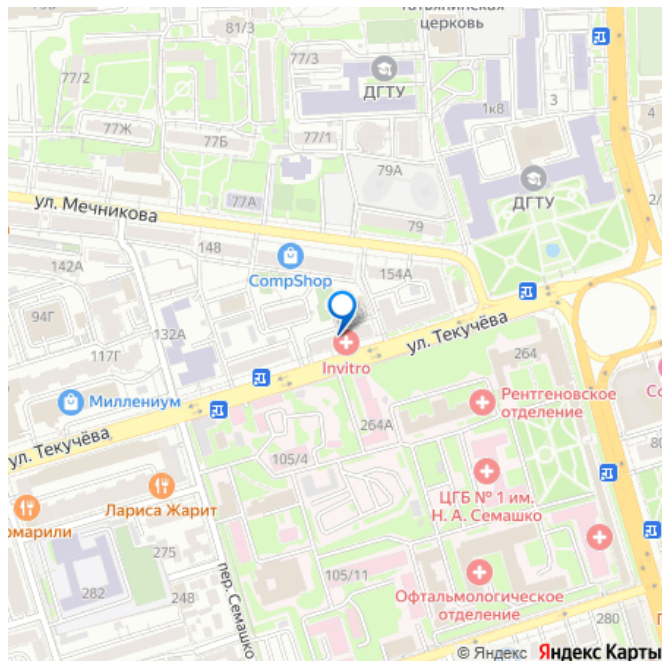 81/3
церковь
77/3
77/2
ДГТУ
1к8
3
4
77Ж
77Б
77/1
79А
ДГТУ
77А
ул. Мечникова
79
148
142А
CompShop
154А
94Г
132А
ул. Текучёва
117Г
Invitro
264
Рентгеновское
отделение
Миллениум
264А
ул. Текучёва
105/4
ЦГБ № 1 им.
Н. А. Семашко
Лариса Жарит
275
282
248
пер. Семашко
105/11
Офтальмологическое
отделение
280
© Яндекс Яндекс Карты